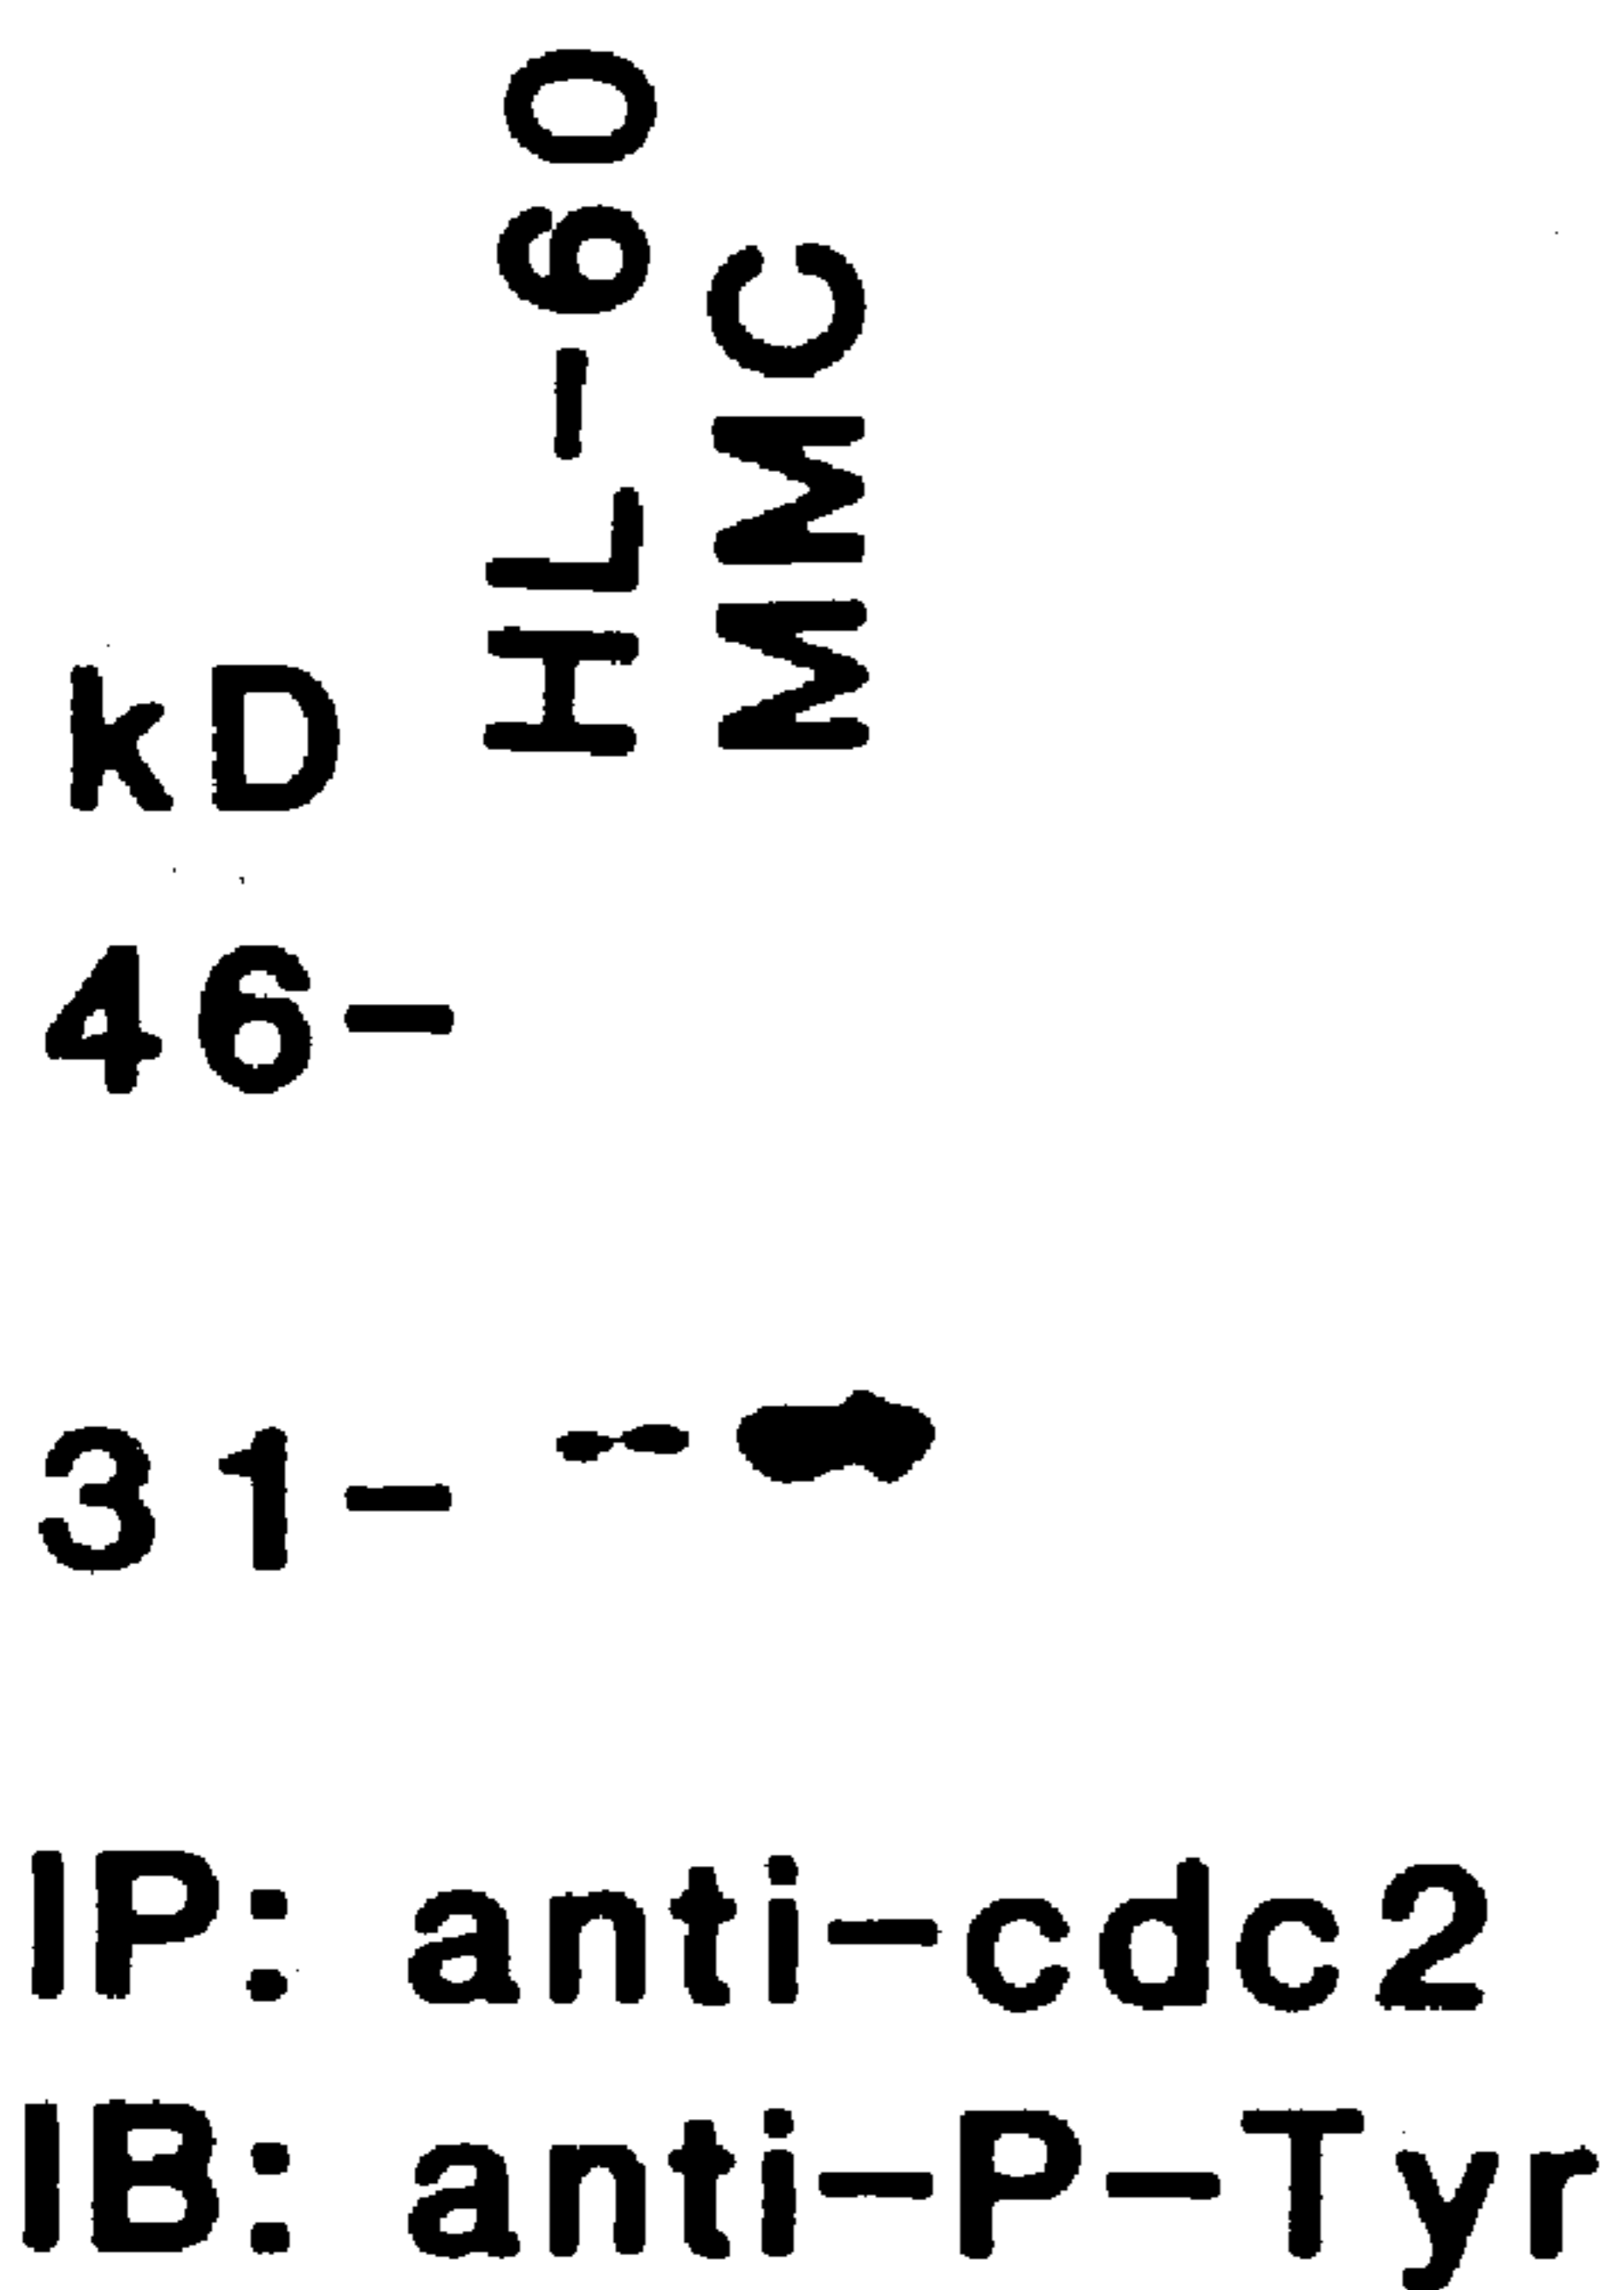 HL-60
MMC
kD
46-
31-
IP: anti-cdc2
IB: anti-P-Tyr